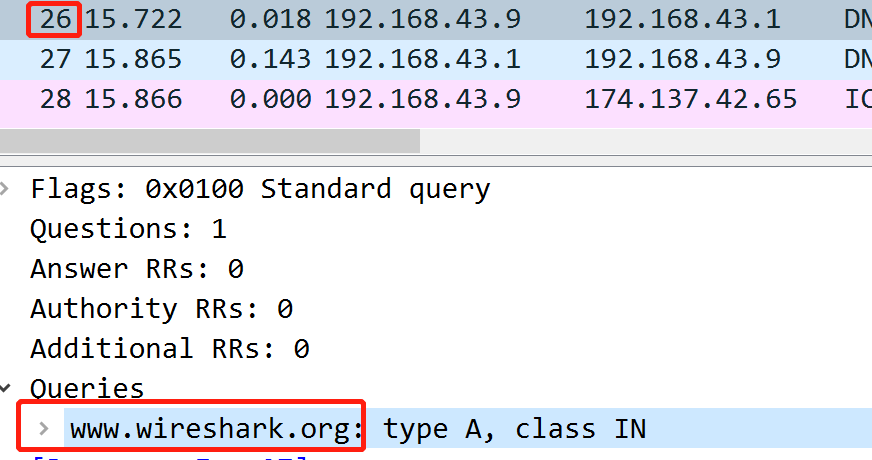 26 15.722 0.018 192.168.43.9 192.168.43.1 DN
27 15.865 0.143 192.168.43.1 192.168.43.9 DN
28 15.866 0.000 192.168.43.9 174.137.42.65 IC
Flags: 0x0100 Standard query
Questions: 1
Answer RRs: 0
Authority RRs: 0
Additional RRs: 0
Queries
www.wireshark.org: type A, class IN